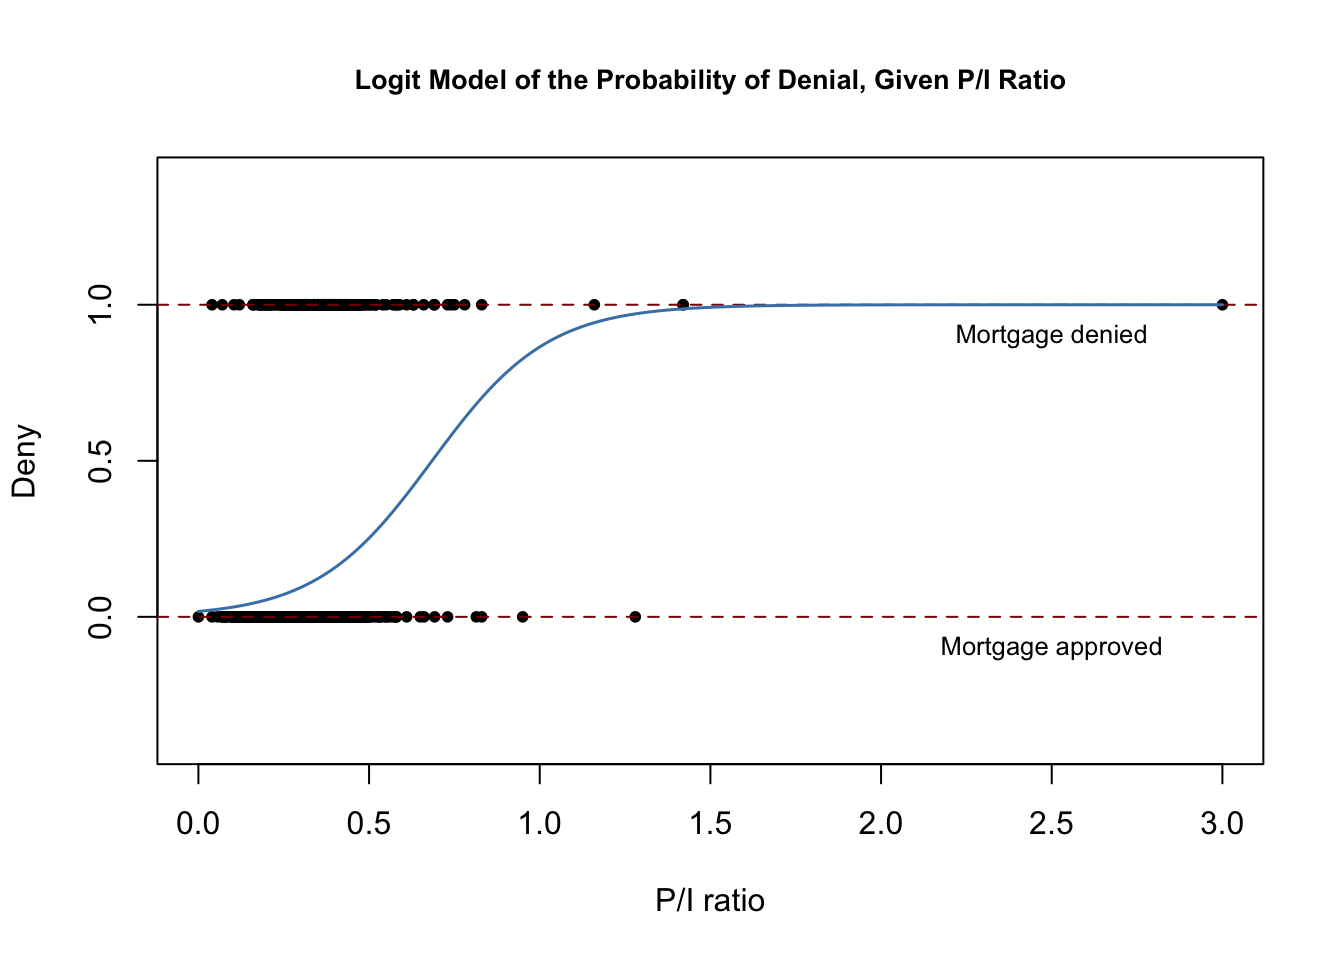 Logit Model of the Probability of Denial, Given P/I Ratio
1.0
Mortgage denied
0.5
Deny
0.0
Mortgage approved
0.0 0.5 1.0 1.5 2.0 2.5 3.0
P/I ratio